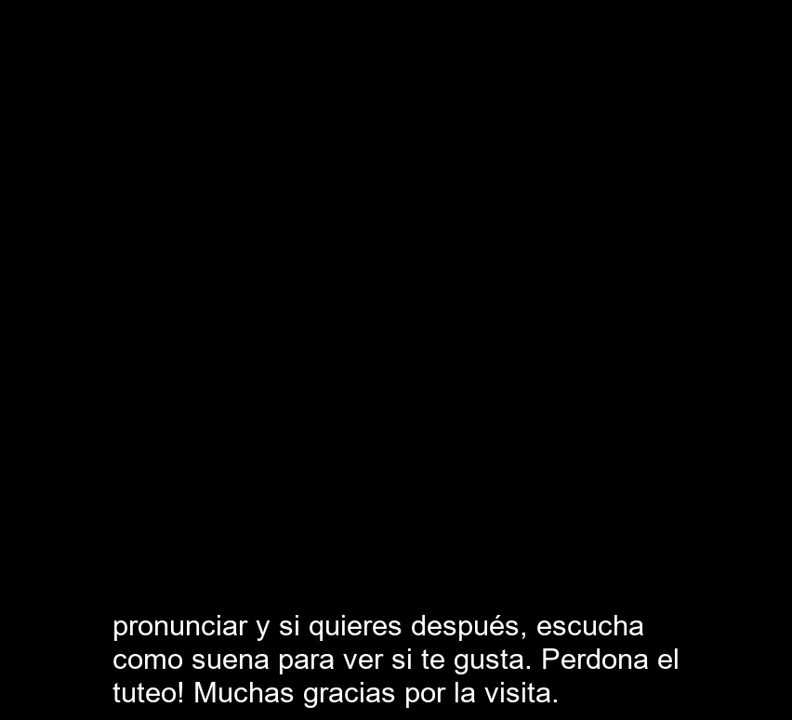 pronunciar y si quieres después, escucha
como suena para ver si te gusta. Perdona el
tuteo! Muchas gracias por la visita.